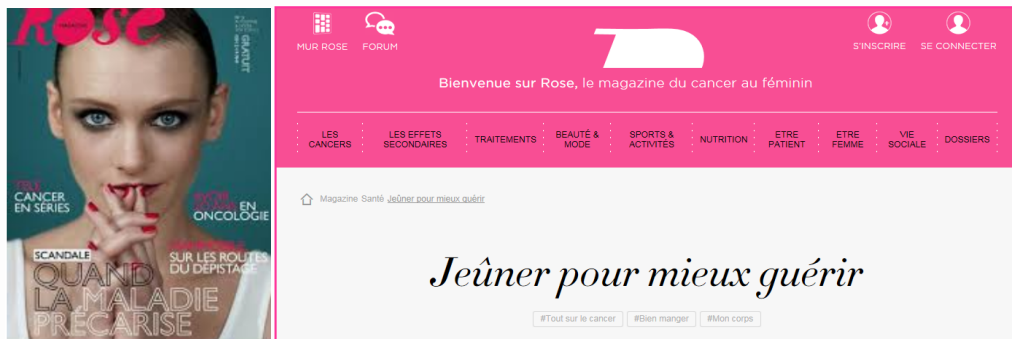 Rose
MAGAZINE
GRATUIT
TÉLÉ
CANCER
EN SÉRIES
EN
ONCOLOGIE
SUR LES ROUTES
DU DÉPISTAGE
SCANDALE
QUAND
LA MALADIE
PRÉCARISE
MUR ROSE
FORUM
S'INSCRIRE
SE CONNECTER
Bienvenue sur Rose, le magazine du cancer au féminin
LES
CANCERS
LES EFFETS
SECONDAIRES
TRAITEMENTS
BEAUTÉ &
MODE
SPORTS &
ACTIVITÉS
NUTRITION
ETRE
PATIENT
ETRE
FEMME
VIE
SOCIALE
DOSSIERS
Magazine Santé Jeûner pour mieux guérir
Jeûner pour mieux guérir
#Tout sur le cancer
#Bien manger
#Mon corps